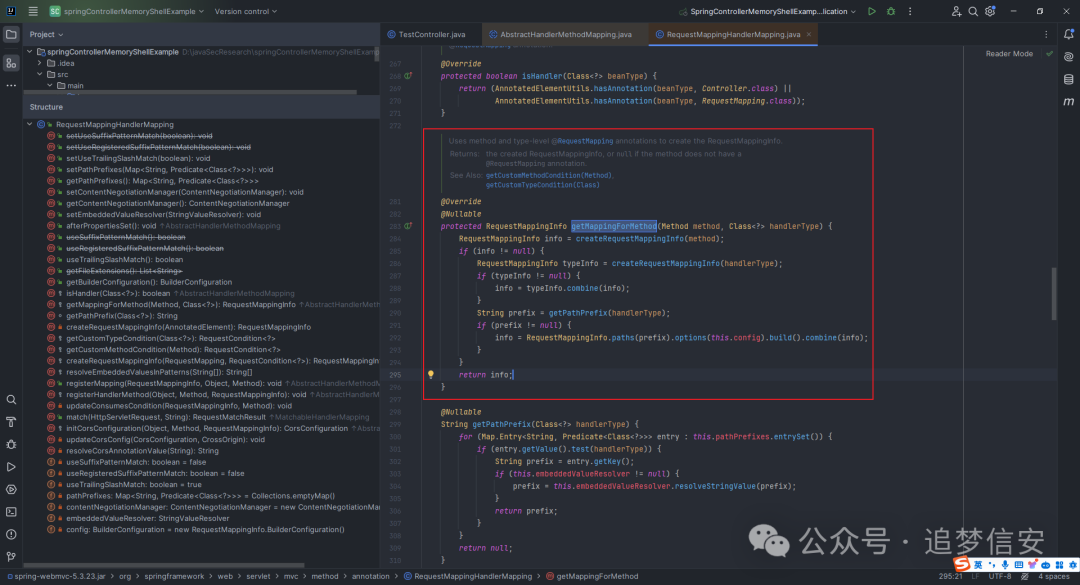 springControllerMemoryShellExample
Version control
SpringControllerMemoryShellExamp...lication
Project
springControllerMemoryShellExample D:\javaSecResearch\springControllerMemoryShellExamp
.idea
src
main
Structure
RequestMappingHandlerMapping
setUseSuffixPatternMatch(boolean): void
setUseRegisteredSuffixPatternMatch(boolean): void
setUseTrailingSlashMatch(boolean): void
setPathPrefixes(Map<String, Predicate<Class<?>>>): void
getPathPrefixes(): Map<String, Predicate<Class<?>>>
setContentNegotiationManager(ContentNegotiationManager): void
getContentNegotiationManager(): ContentNegotiationManager
setEmbeddedValueResolver(StringValueResolver): void
afterPropertiesSet(): void ↑AbstractHandlerMethodMapping
useSuffixPatternMatch(): boolean
useRegisteredSuffixPatternMatch(): boolean
useTrailingSlashMatch(): boolean
getFileExtensions(): List<String>
getBuilderConfiguration(): BuilderConfiguration
isHandler(Class<?>): boolean ↑AbstractHandlerMethodMapping
getMappingForMethod(Method, Class<?>): RequestMappingInfo ↑AbstractHandlerMeth
getPathPrefix(Class<?>): String
createRequestMappingInfo(AnnotatedElement): RequestMappingInfo
getCustomTypeCondition(Class<?>): RequestCondition<?>
getCustomMethodCondition(Method): RequestCondition<?>
createRequestMappingInfo(RequestMapping, RequestCondition<?>): RequestMappingIn
resolveEmbeddedValuesInPatterns(String[]): String[]
registerMapping(RequestMappingInfo, Object, Method): void ↑AbstractHandlerMethodM
registerHandlerMethod(Object, Method, RequestMappingInfo): void ↑AbstractHandlerM
updateConsumesCondition(RequestMappingInfo, Method): void
match(HttpServletRequest, String): RequestMatchResult ↑MatchableHandlerMapping
initCorsConfiguration(Object, Method, RequestMappingInfo): CorsConfiguration ↑Abstra
updateCorsConfig(CorsConfiguration, CrossOrigin): void
resolveCorsAnnotationValue(String): String
useSuffixPatternMatch: boolean = false
useRegisteredSuffixPatternMatch: boolean = false
useTrailingSlashMatch: boolean = true
pathPrefixes: Map<String, Predicate<Class<?>>> = Collections.emptyMap()
contentNegotiationManager: ContentNegotiationManager = new ContentNegotiationMa
embeddedValueResolver: StringValueResolver
config: BuilderConfiguration = new RequestMappingInfo.BuilderConfiguration()
TestController.java
AbstractHandlerMethodMapping.java
RequestMappingHandlerMapping.java
Reader Mode
267 @Override
268 protected boolean isHandler(Class<?> beanType) {
269 return (AnnotatedElementUtils.hasAnnotation(beanType, Controller.class) ||
270 AnnotatedElementUtils.hasAnnotation(beanType, RequestMapping.class));
271 }
272
Uses method and type-level @RequestMapping annotations to create the RequestMappingInfo.
Returns: the created RequestMappingInfo, or null if the method does not have a
@RequestMapping annotation.
See Also: getCustomMethodCondition(Method),
getCustomTypeCondition(Class)
281 @Override
282 @Nullable
283 protected RequestMappingInfo getMappingForMethod(Method method, Class<?> handlerType) {
284 RequestMappingInfo info = createRequestMappingInfo(method);
285 if (info != null) {
286 RequestMappingInfo typeInfo = createRequestMappingInfo(handlerType);
287 if (typeInfo != null) {
288 info = typeInfo.combine(info);
289 }
290 String prefix = getPathPrefix(handlerType);
291 if (prefix != null) {
292 info = RequestMappingInfo.paths(prefix).options(this.config).build().combine(info);
293 }
294 }
295 return info;
296 }
297
298 @Nullable
299 String getPathPrefix(Class<?> handlerType) {
300 for (Map.Entry<String, Predicate<Class<?>>> entry : this.pathPrefixes.entrySet()) {
301 if (entry.getValue().test(handlerType)) {
302 String prefix = entry.getKey();
303 if (this.embeddedValueResolver != null) {
304 prefix = this.embeddedValueResolver.resolveStringValue(prefix);
305 }
306 return prefix;
307 }
308 }
309 return null;
310 }
公众号 · 追梦信安
spring-webmvc-5.3.23.jar > org > springframework > web > servlet > mvc > method > annotation > RequestMappingHandlerMapping > getMappingForMethod
295:21 LF UTF-8 4 spaces